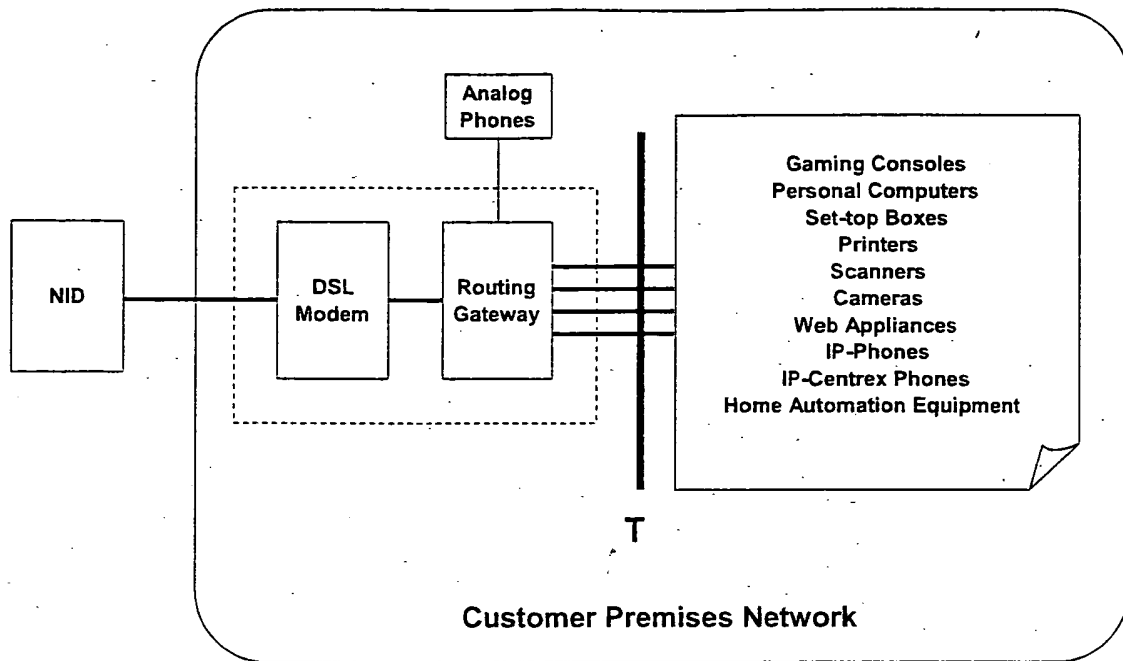 Analog
Phones
NID
DSL
Modem
Routing
Gateway
Gaming Consoles
Personal Computers
Set-top Boxes
Printers
Scanners
Cameras
Web Appliances
IP-Phones
IP-Centrex Phones
Home Automation Equipment
T
Customer Premises Network